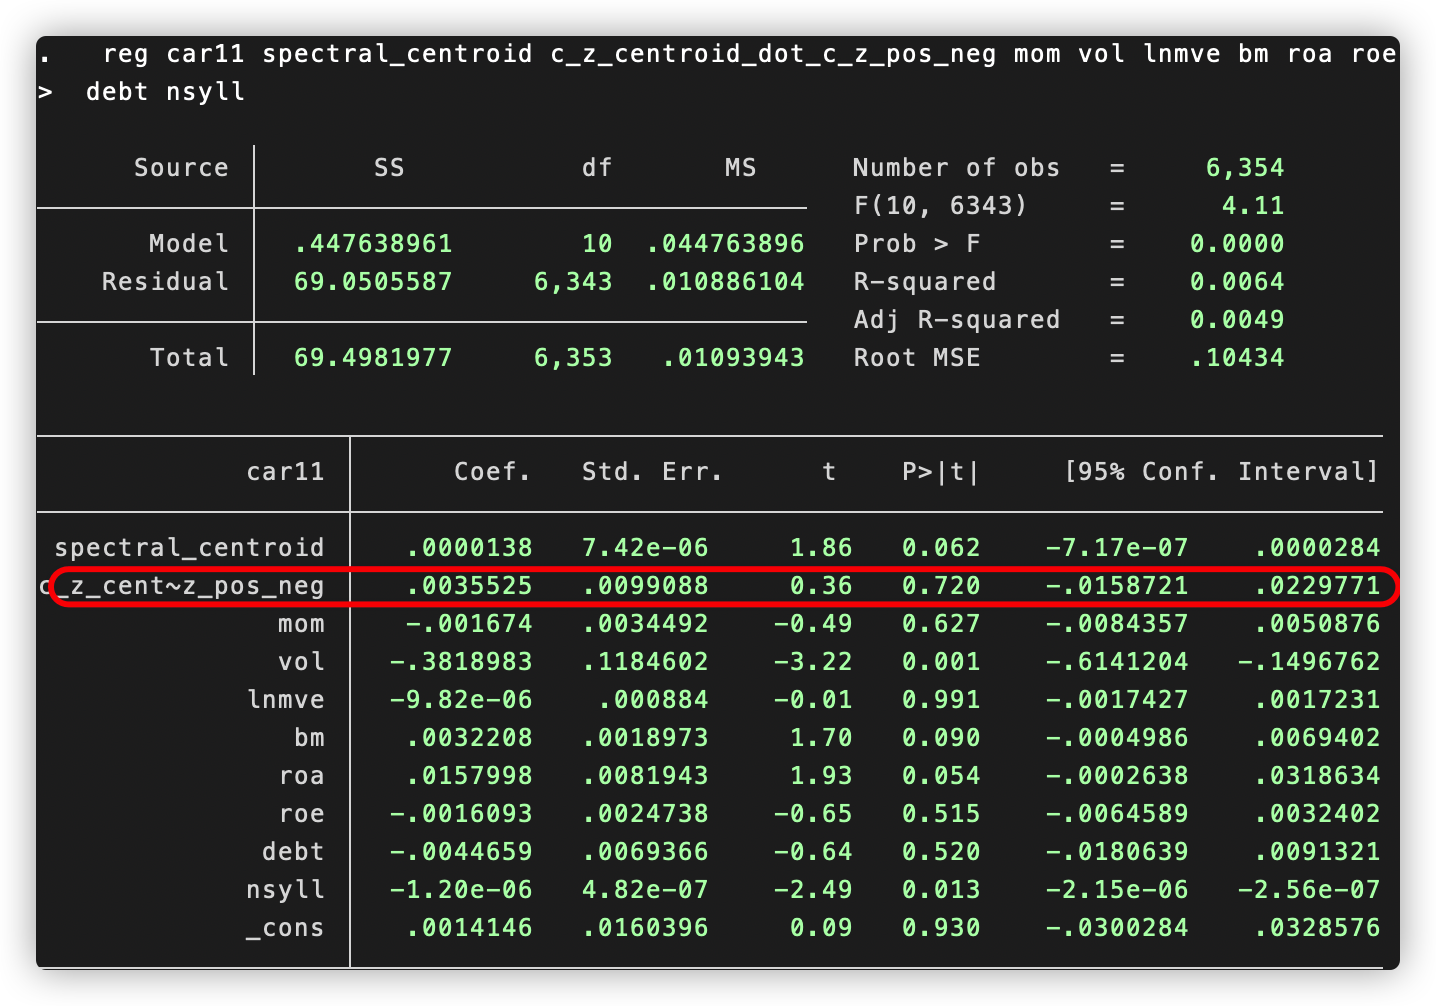 .   reg car11 spectral_centroid c_z_centroid_dot_c_z_pos_neg mom vol lnmve bm roa roe
>  debt nsyll
Source SS df MS Number of obs = 6,354
F(10, 6343) = 4.11
Model .447638961 10 .044763896 Prob > F = 0.0000
Residual 69.0505587 6,343 .010886104 R-squared = 0.0064
Adj R-squared = 0.0049
Total 69.4981977 6,353 .01093943 Root MSE = .10434
car11 Coef. Std. Err. t P>|t| [95% Conf. Interval]
spectral_centroid .0000138 7.42e-06 1.86 0.062 -7.17e-07 .0000284
c_z_cent~z_pos_neg .0035525 .0099088 0.36 0.720 -.0158721 .0229771
mom -.001674 .0034492 -0.49 0.627 -.0084357 .0050876
vol -.3818983 .1184602 -3.22 0.001 -.6141204 -.1496762
lnmve -9.82e-06 .000884 -0.01 0.991 -.0017427 .0017231
bm .0032208 .0018973 1.70 0.090 -.0004986 .0069402
roa .0157998 .0081943 1.93 0.054 -.0002638 .0318634
roe -.0016093 .0024738 -0.65 0.515 -.0064589 .0032402
debt -.0044659 .0069366 -0.64 0.520 -.0180639 .0091321
nsyll -1.20e-06 4.82e-07 -2.49 0.013 -2.15e-06 -2.56e-07
_cons .0014146 .0160396 0.09 0.930 -.0300284 .0328576